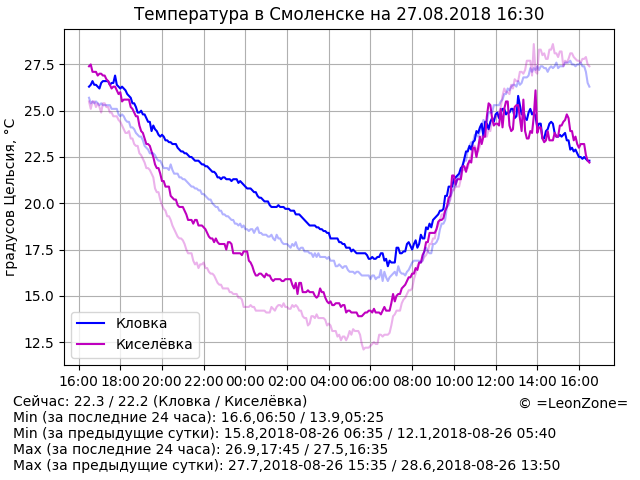 Температура в Смоленске на 27.08.2018 16:30
градусов Цельсия, °C
27.5
25.0
22.5
20.0
17.5
15.0
12.5
Кловка
Киселёвка
16:00 18:00 20:00 22:00 00:00 02:00 04:00 06:00 08:00 10:00 12:00 14:00 16:00
Сейчас: 22.3 / 22.2 (Кловка / Киселёвка)
© =LeonZone=
Min (за последние 24 часа): 16.6,06:50 / 13.9,05:25
Min (за предыдущие сутки): 15.8,2018-08-26 06:35 / 12.1,2018-08-26 05:40
Max (за последние 24 часа): 26.9,17:45 / 27.5,16:35
Max (за предыдущие сутки): 27.7,2018-08-26 15:35 / 28.6,2018-08-26 13:50